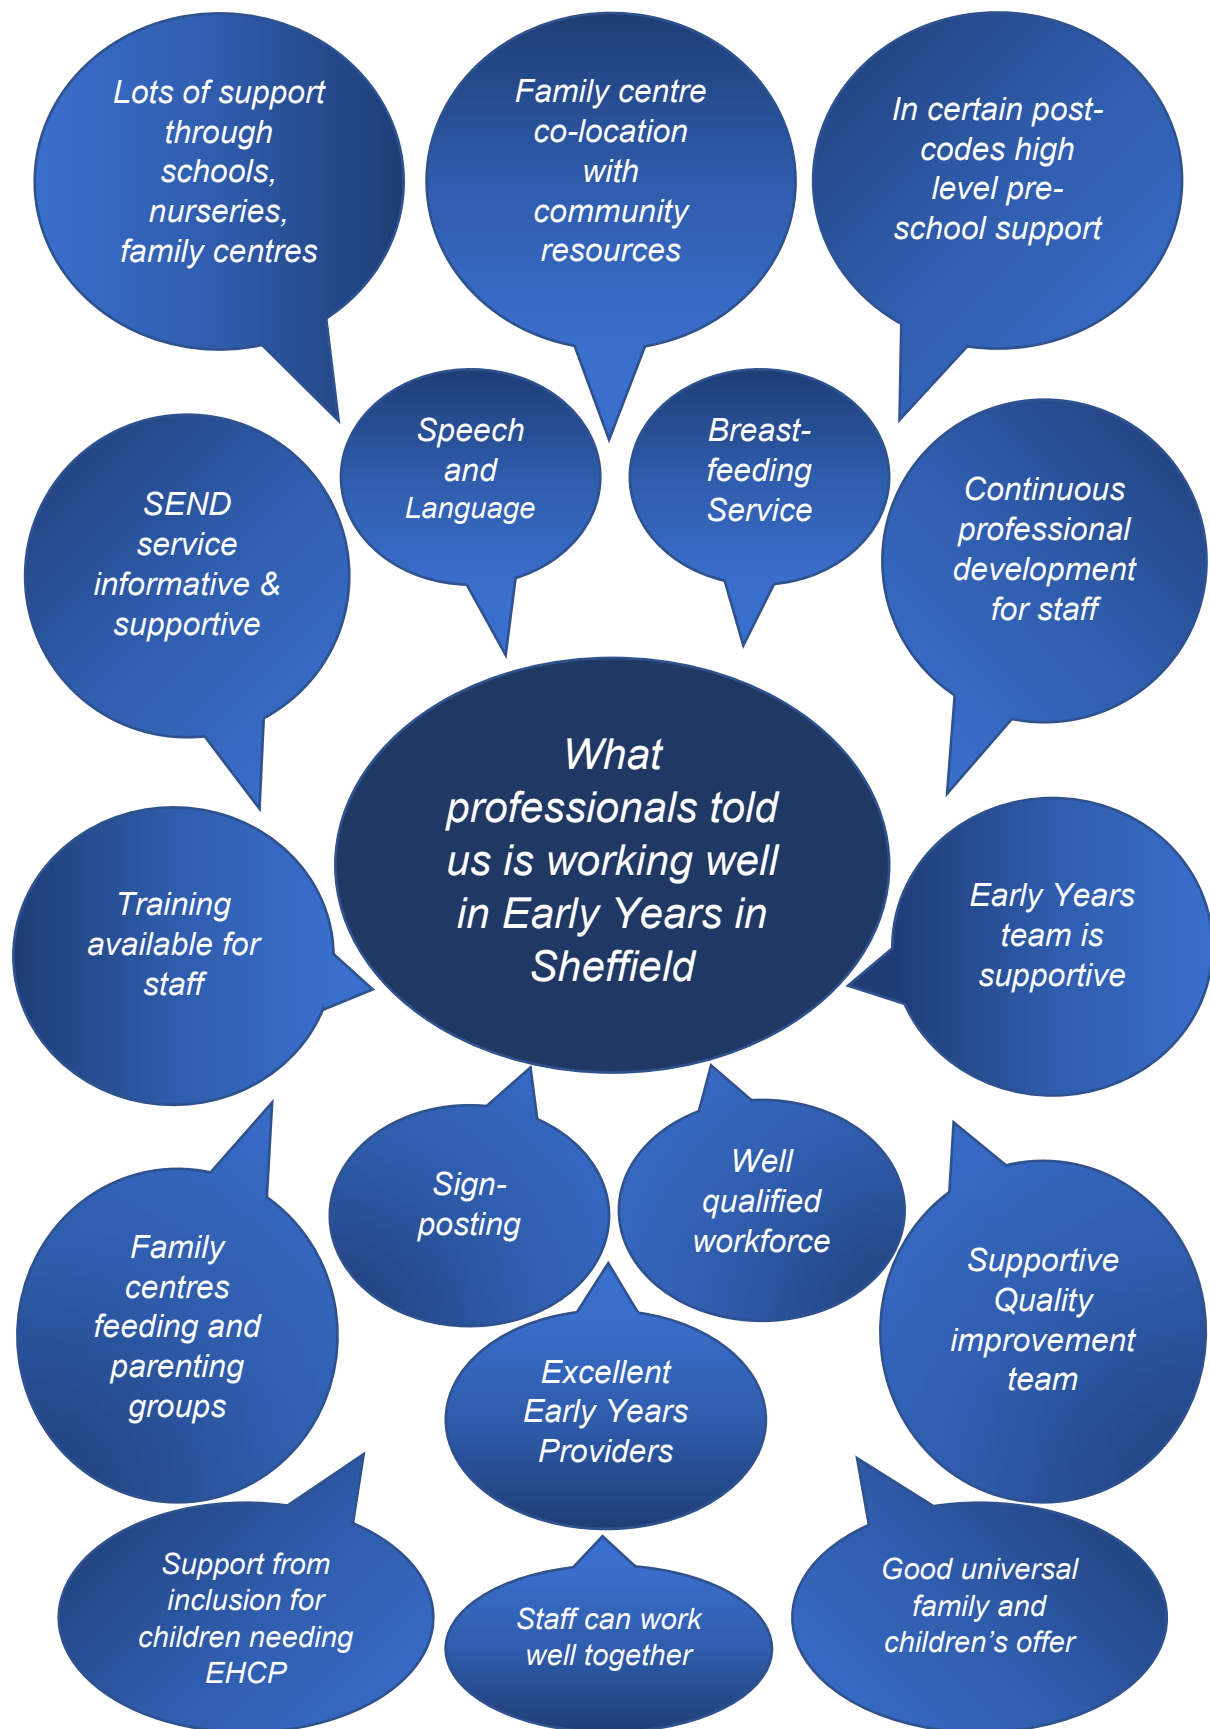 Lots of support
through
schools,
nurseries,
family centres
Family centre
co-location
with
community
resources
In certain post-
codes high
level pre-
school support
Speech
and
Language
Breast-
feeding
Service
SEND
service
informative &
supportive
Continuous
professional
development
for staff
What
professionals told
us is working well
in Early Years in
Sheffield
Training
available for
staff
Early Years
team is
supportive
Sign-
posting
Well
qualified
workforce
Family
centres
feeding and
parenting
groups
Supportive
Quality
improvement
team
Excellent
Early Years
Providers
Support from
inclusion for
children needing
EHCP
Staff can work
well together
Good universal
family and
children’s offer